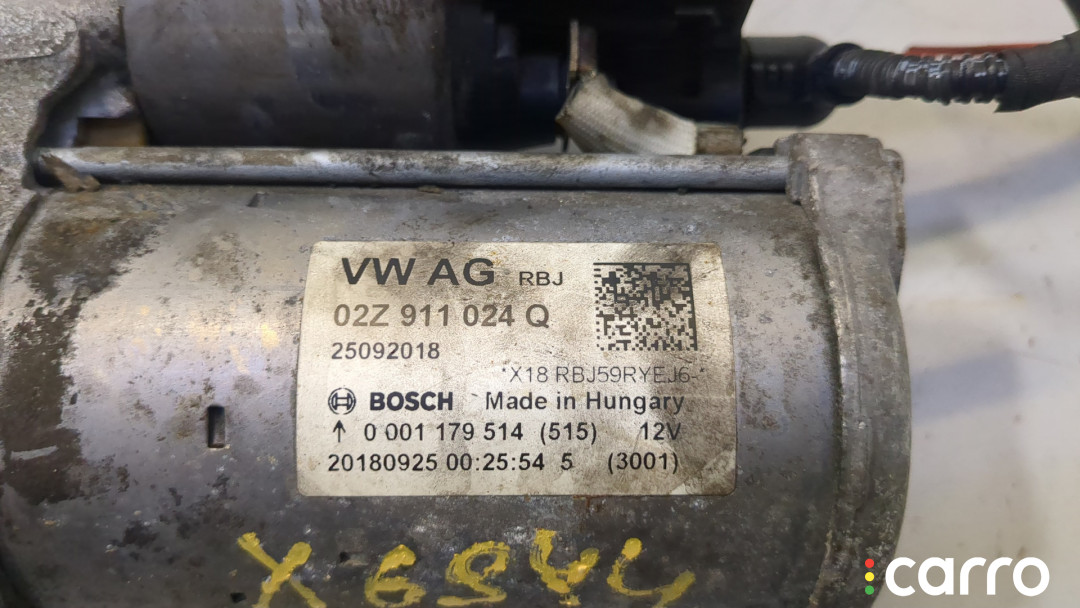 VW AG RBJ
02Z 911 024 Q
25092018
*X18 RBJ59RYEJ6-*
BOSCH Made in Hungary
↑ 0 001 179 514 (515) 12V
20180925 00:25:54 5 (3001)
carro